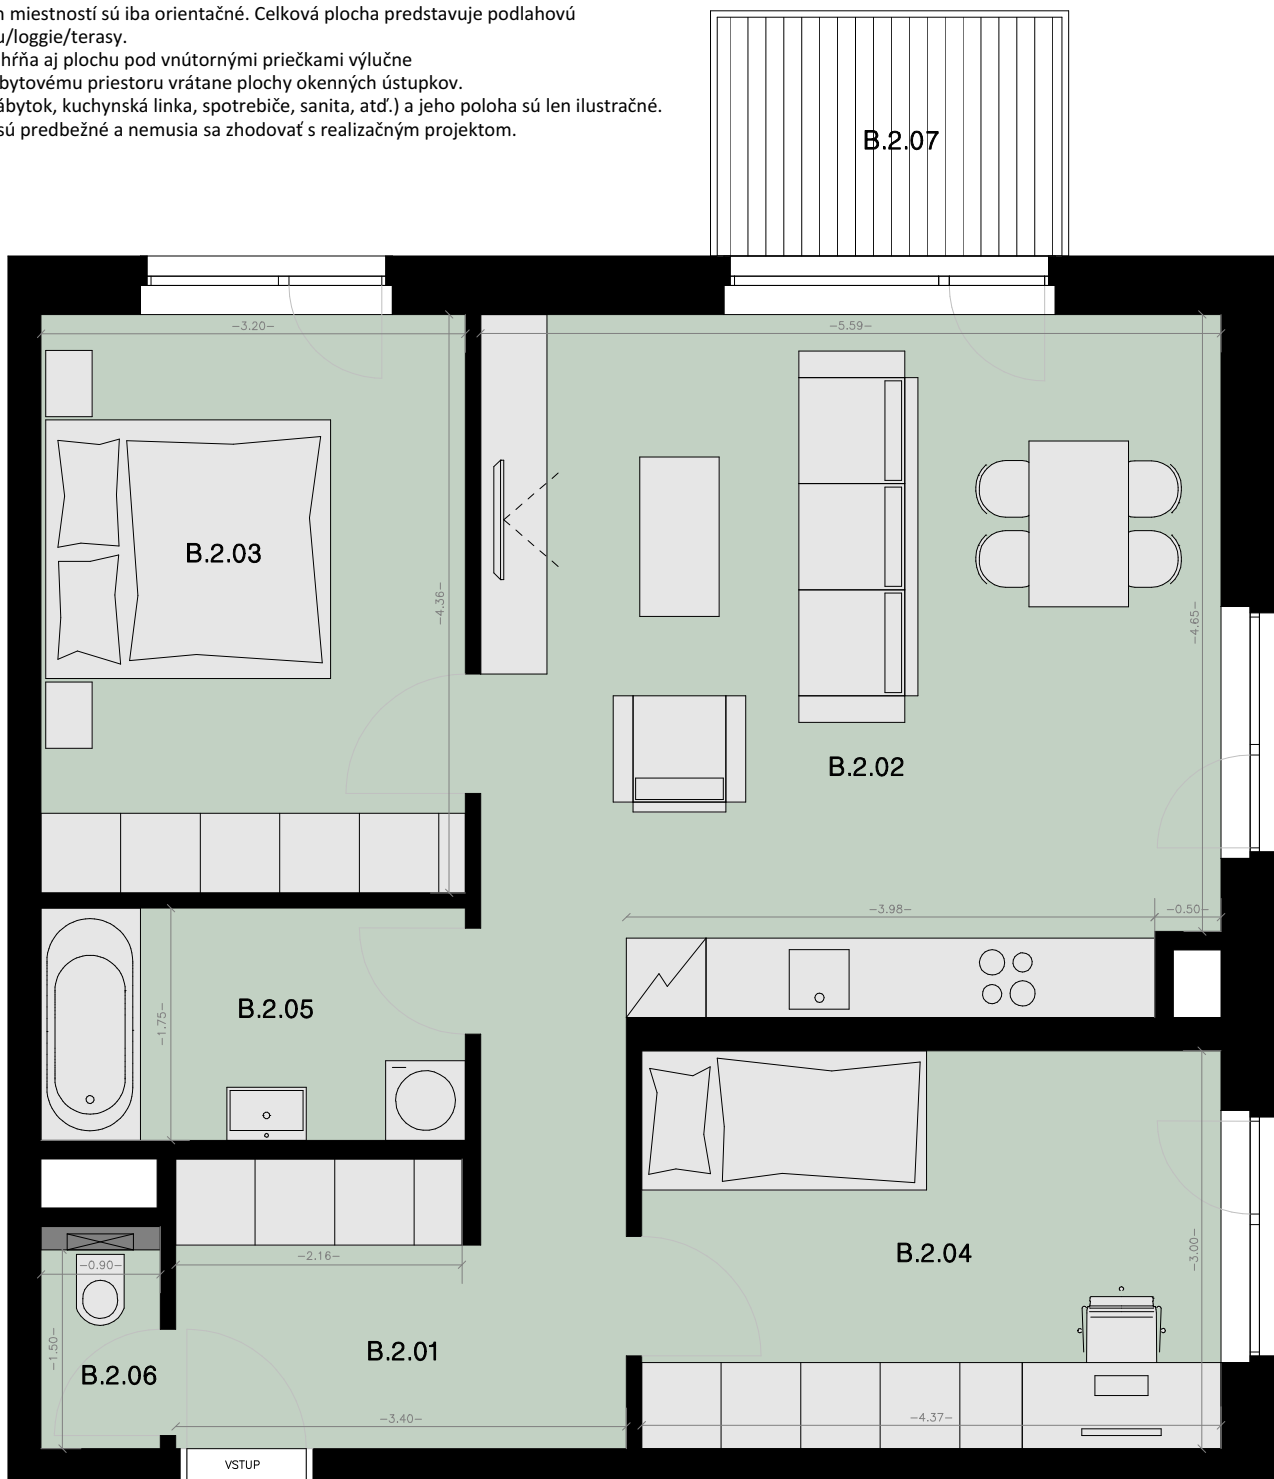 miestností sú iba orientačné. Celková plocha predstavuje podlahovú
u/loggie/terasy.
hŕňa aj plochu pod vnútornými priečkami výlučne
bytovému priestoru vrátane plochy okenných ústupkov.
ábytok, kuchynská linka, spotrebiče, sanita, atď.) a jeho poloha sú len ilustračné.
sú predbežné a nemusia sa zhodovať s realizačným projektom.
B.2.07
-3.20-
-5.59-
B.2.03
-4.36-
-4.65-
B.2.02
-3.98-
-0.50-
B.2.05
-1.75-
-2.16-
-0.90-
B.2.04
-3.00-
B.2.01
-1.50-
B.2.06
-3.40-
-4.37-
VSTUP